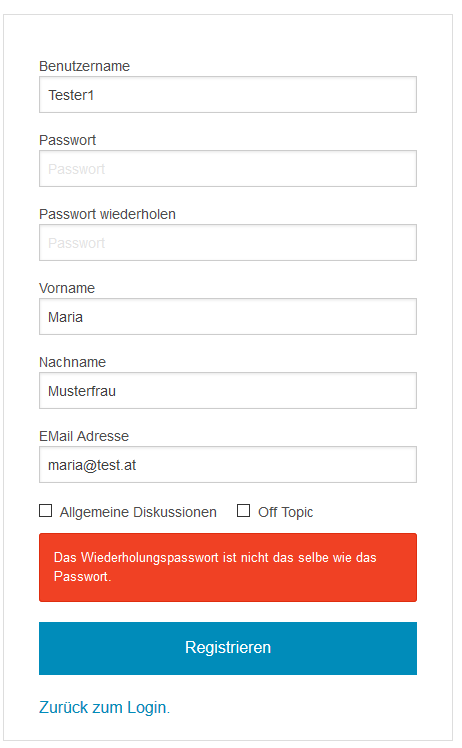 Benutzername
Tester1
Passwort
Passwort
Passwort wiederholen
Passwort
Vorname
Maria
Nachname
Musterfrau
EMail Adresse
maria@test.at
Allgemeine Diskussionen Off Topic
Das Wiederholungspasswort ist nicht das selbe wie das
Passwort.
Registrieren
Zurück zum Login.